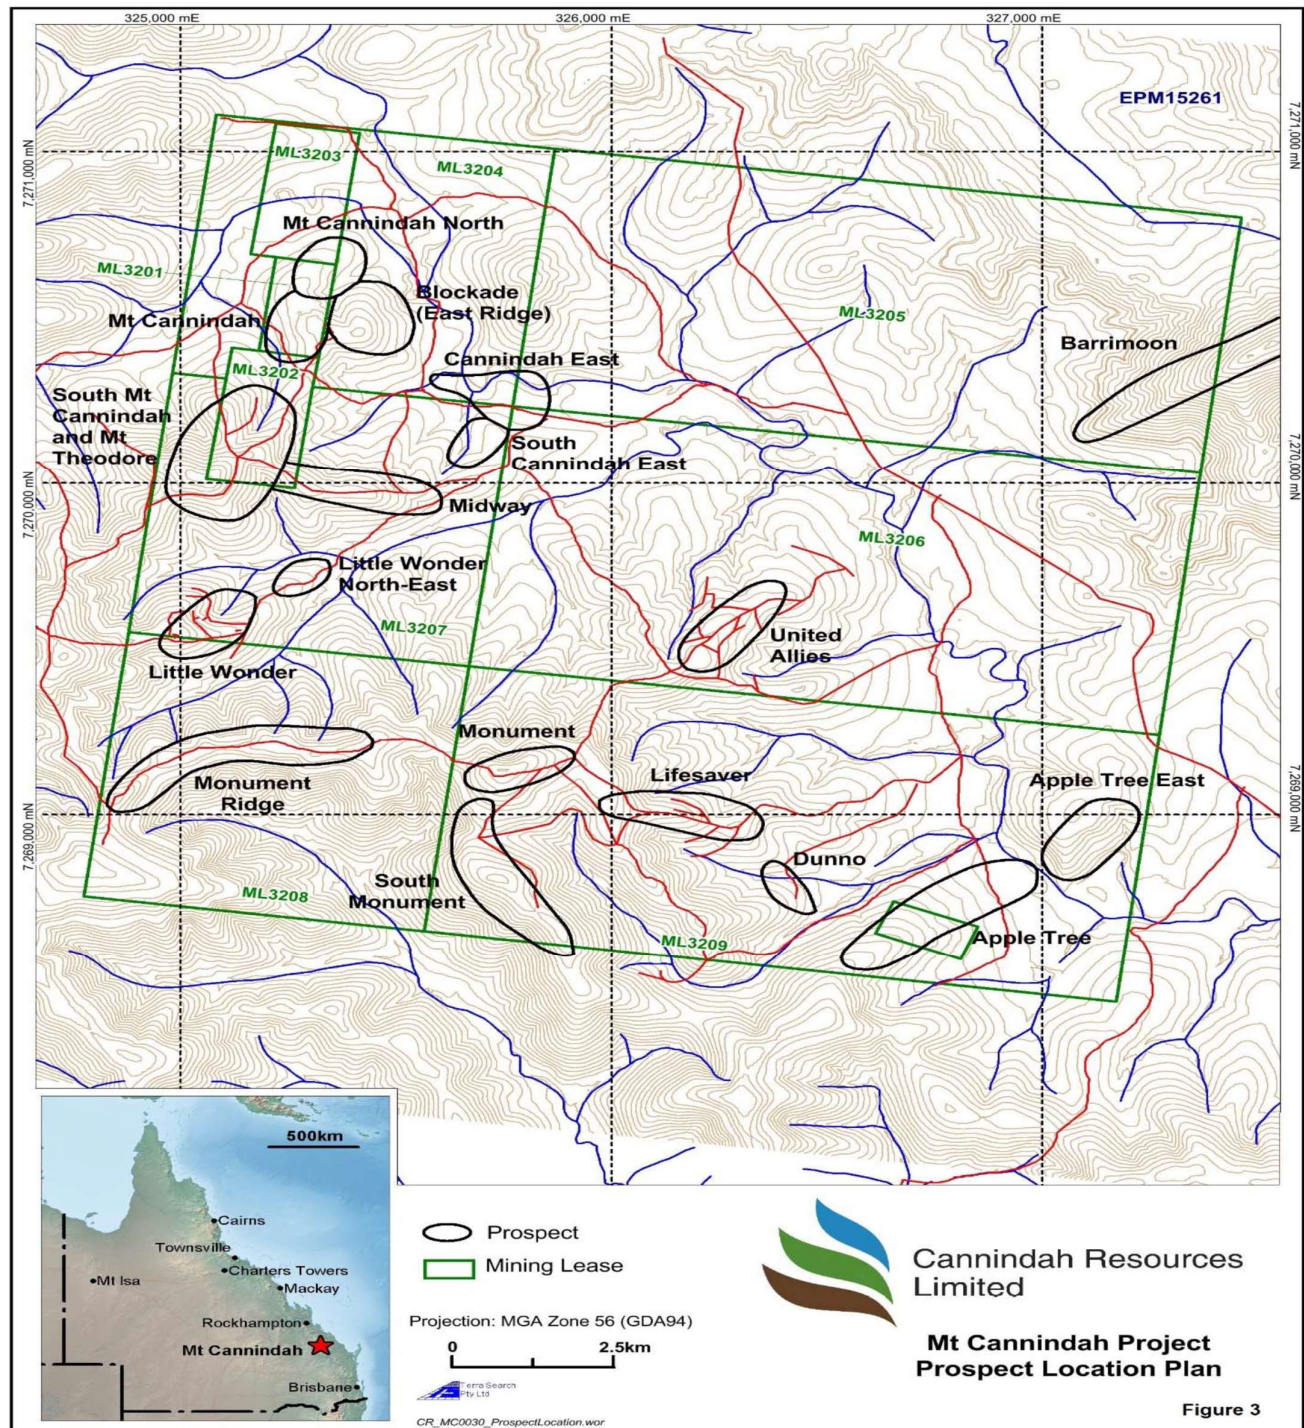 325,000 mE
326,000 mE
327,000 mE
EPM15261
7,271,000 mN
7,271,000 mN
ML3203
ML3204
Mt Cannindah North
ML3201
Blockade
(East Ridge)
Mt Cannindah
ML3205
Barrimoon
Cannindah East
ML3202
South Mt
Cannindah
and Mt
Theodore
South
Cannindah East
7,270,000 mN
7,270,000 mN
Midway
ML3206
Little Wonder
North-East
ML3207
United
Allies
Little Wonder
Monument
Monument
Ridge
Lifesaver
Apple Tree East
7,269,000 mN
7,269,000 mN
Dunno
South
Monument
ML3208
ML3209
Apple Tree
500km
Cairns
Townsville
Charters Towers
Mt Isa
Mackay
Rockhampton
Mt Cannindah
Brisbane
Prospect
Mining Lease
Projection: MGA Zone 56 (GDA94)
0 2.5km
Terra Search
Pty Ltd
CR_MC0030_ProspectLocation.wor
Cannindah Resources
Limited
Mt Cannindah Project
Prospect Location Plan
Figure 3